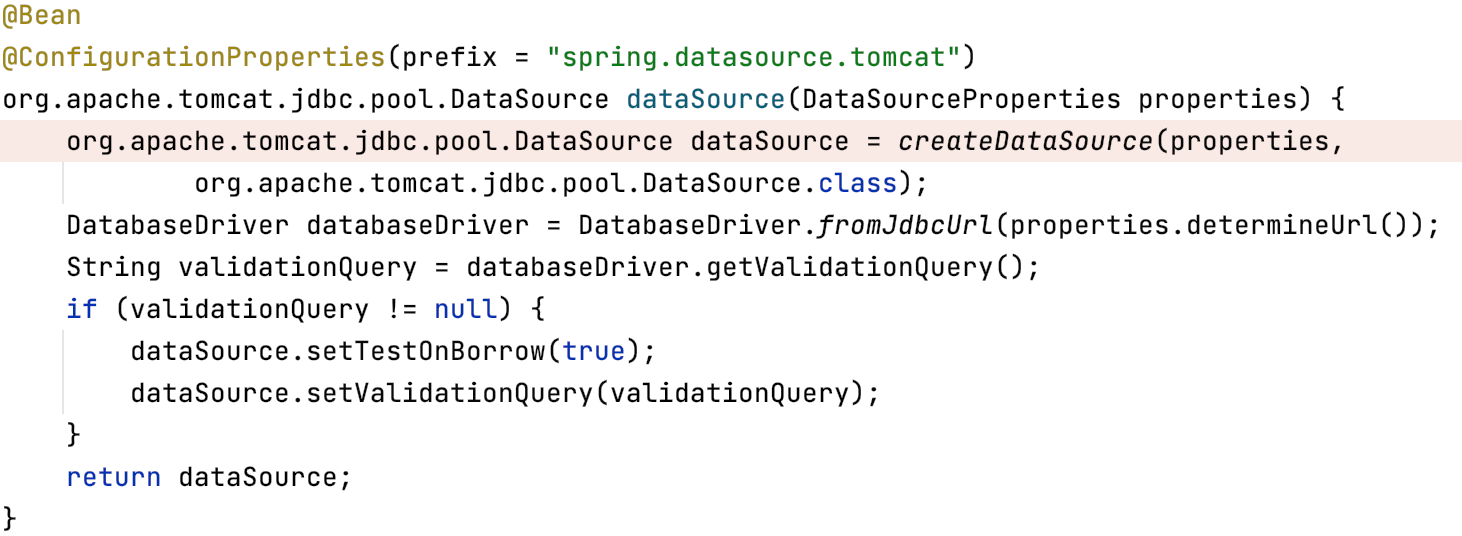 @Bean
@ConfigurationProperties(prefix = "spring.datasource.tomcat")
org.apache.tomcat.jdbc.pool.DataSource dataSource(DataSourceProperties properties) {
    org.apache.tomcat.jdbc.pool.DataSource dataSource = createDataSource(properties,
            org.apache.tomcat.jdbc.pool.DataSource.class);
    DatabaseDriver databaseDriver = DatabaseDriver.fromJdbcUrl(properties.determineUrl());
    String validationQuery = databaseDriver.getValidationQuery();
    if (validationQuery != null) {
        dataSource.setTestOnBorrow(true);
        dataSource.setValidationQuery(validationQuery);
    }
    return dataSource;
}